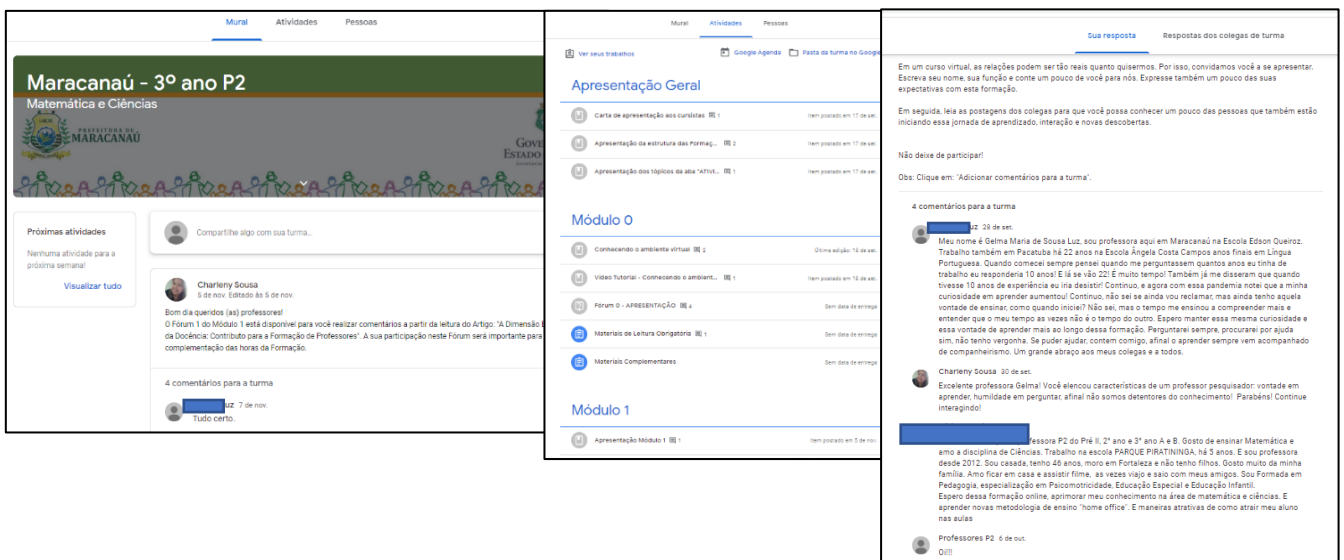 Mural Atividades Pessoas
Maracanaú - 3º ano P2
Matemática e Ciências
PREFEITURA DE
MARACANAÚ
ESTADO
Próximas atividades
Nenhuma atividade para a
próxima semana!
Visualizar tudo
Compartilhe algo com sua turma...
Charleny Sousa
5 de nov. Editado às 5 de nov.
Bom dia queridos (as) professores!
O Fórum 1 do Módulo 1 está disponível para você realizar comentários a partir da leitura do Artigo: "A Dimensão
da Docência: Contributo para a Formação de Professores". A sua participação neste Fórum será importante para
complementação das horas da Formação.
4 comentários para a turma
uz 7 de nov.
Tudo certo.
Mural Atividades Pessoas
Ver seus trabalhos Google Agenda Pasta da turma no Google
Apresentação Geral
Carta de apresentação aos cursistas 1 Item postado em 17 de set.
Apresentação da estrutura das Formaç... 2 Item postado em 17 de set.
Apresentação dos tópicos da aba "ATIVI... 1 Item postado em 17 de set.
Módulo 0
Conhecendo o ambiente virtual Última edição: 18 de set.
Vídeo Tutorial - Conhecendo o ambient... 1 Item postado em 18 de set.
Fórum 0 - APRESENTAÇÃO 4 Sem data de entrega
Materiais de Leitura Obrigatória 1 Sem data de entrega
Materiais Complementares Sem data de entrega
Módulo 1
Apresentação Módulo 1 1 Item postado em 5 de nov.
Sua resposta Respostas dos colegas de turma
Em um curso virtual, as relações podem ser tão reais quanto quisermos. Por isso, convidamos você a se apresentar.
Escreva seu nome, sua função e conte um pouco de você para nós. Expresse também um pouco das suas
expectativas com esta formação.
Em seguida, leia as postagens dos colegas para que você possa conhecer um pouco das pessoas que também estão
iniciando essa jornada de aprendizado, interação e novas descobertas.
Não deixe de participar!
Obs: Clique em: "Adicionar comentários para a turma".
4 comentários para a turma
uz 28 de set.
Meu nome é Gelma Maria de Sousa Luz, sou professora aqui em Maracanaú na Escola Edson Queiroz.
Trabalho também em Pacatuba há 22 anos na Escola Ângela Costa Campos anos finais em Língua
Portuguesa. Quando comecei sempre pensei quando me perguntassem quantos anos eu tinha de
trabalho eu responderia 10 anos! E lá se vão 22! É muito tempo! Também já me disseram que quando
tivesse 10 anos de experiência eu iria desistir! Continuo, e agora com essa pandemia notei que a minha
curiosidade em aprender aumentou! Continuo, não sei se ainda vou reclamar, mas ainda tenho aquela
vontade de ensinar, como quando iniciei? Não sei, mas o tempo me ensinou a compreender mais e
entender que o meu tempo as vezes não é o tempo do outro. Espero manter essa mesma curiosidade e
essa vontade de aprender mais ao longo dessa formação. Perguntarei sempre, procurarei por ajuda
sim, não tenho vergonha. Se puder ajudar, contem comigo, afinal o aprender sempre vem acompanhado
de companheirismo. Um grande abraço aos meus colegas e a todos.
Charleny Sousa 30 de set.
Excelente professora Gelma! Você elencou características de um professor pesquisador: vontade em
aprender, humildade em perguntar, afinal não somos detentores do conhecimento! Parabéns! Continue
interagindo!
fessora P2 do Pré II, 2° ano e 3° ano A e B. Gosto de ensinar Matemática e
amo a disciplina de Ciências. Trabalho na escola PARQUE PIRATININGA, há 5 anos. E sou professora
desde 2012. Sou casada, tenho 46 anos, moro em Fortaleza e não tenho filhos. Gosto muito da minha
família. Amo ficar em casa e assistir filme, as vezes viajo e saio com meus amigos. Sou Formada em
Pedagogia, especialização em Psicomotricidade, Educação Especial e Educação Infantil.
Espero dessa formação online, aprimorar meu conhecimento na área de matemática e ciências. E
aprender novas metodologia de ensino "home office". E maneiras atrativas de como atrair meu aluno
nas aulas
Professores P2 6 de out.
Oi!!!